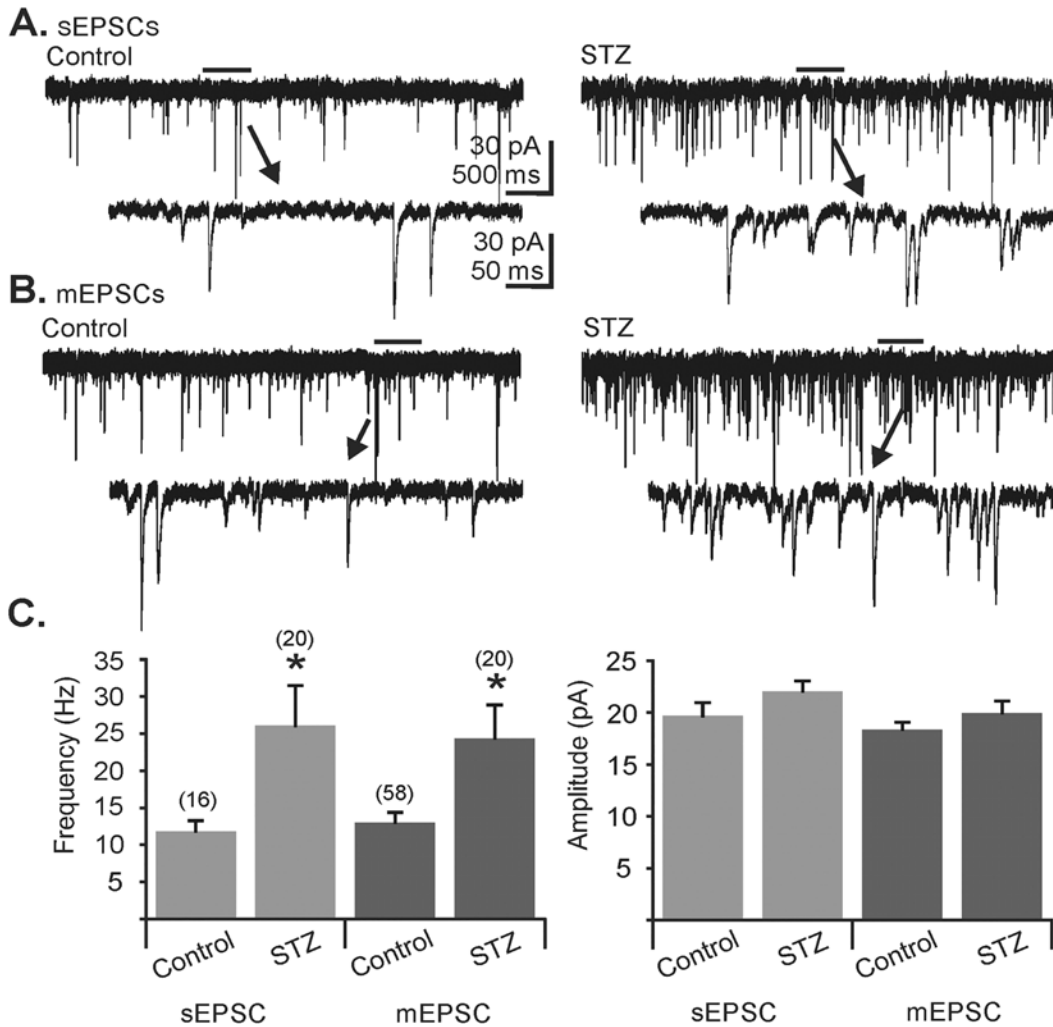 A. sEPSCs
Control
STZ
30 pA
500 ms
30 pA
50 ms
B. mEPSCs
Control
STZ
C.
Frequency (Hz)
35
30
25
20
15
10
5
(16)
(20)
*
(58)
(20)
*
Control
STZ
Control
STZ
sEPSC
mEPSC
Amplitude (pA)
25
20
15
10
5
Control
STZ
Control
STZ
sEPSC
mEPSC